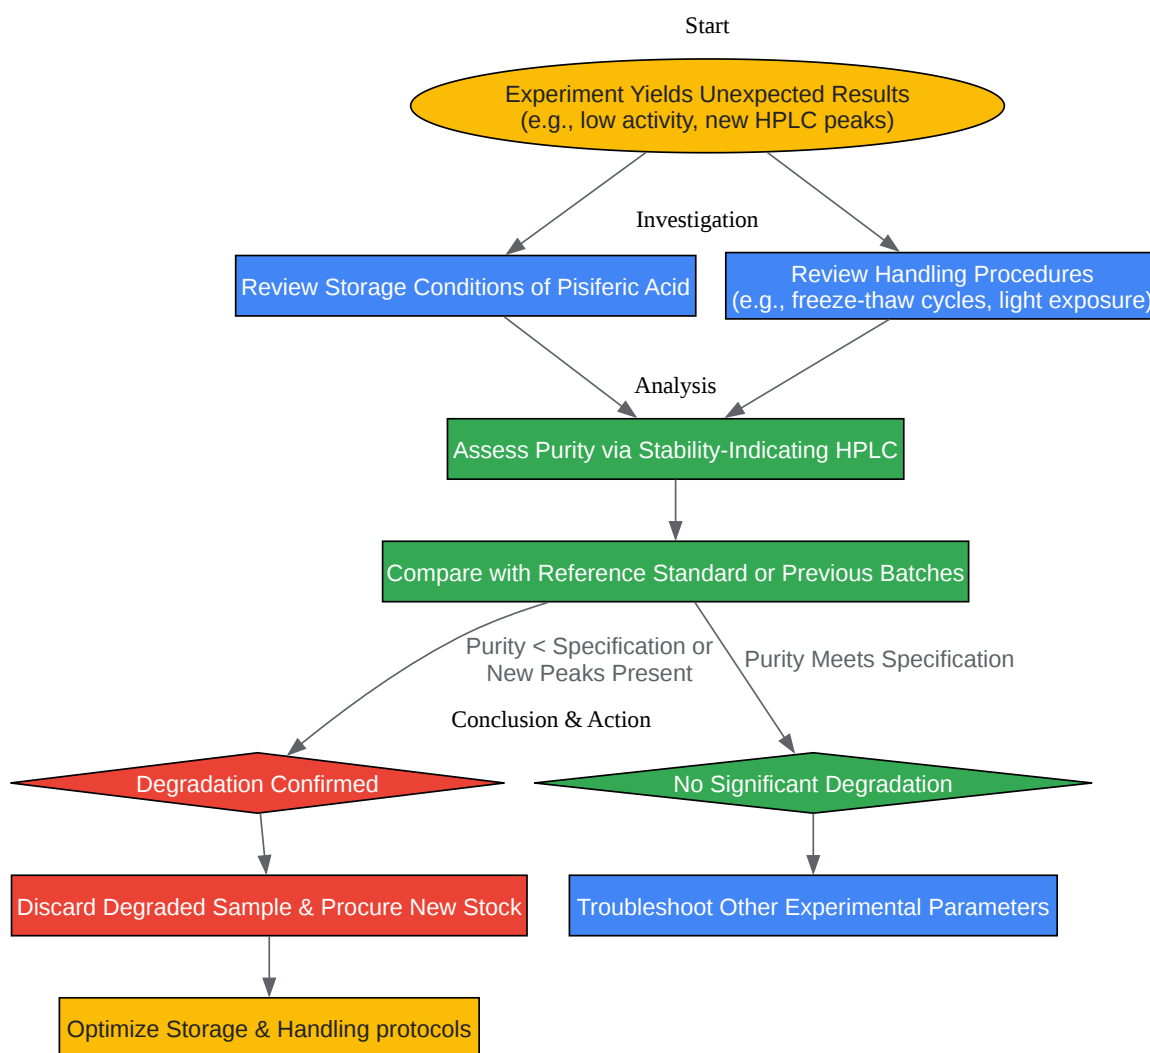 Start
Experiment Yields Unexpected Results
(e.g., low activity, new HPLC peaks)
Investigation
Review Storage Conditions of Pisiferic Acid
Review Handling Procedures
(e.g., freeze-thaw cycles, light exposure)
Analysis
Assess Purity via Stability-Indicating HPLC
Compare with Reference Standard or Previous Batches
Purity < Specification or
New Peaks Present
Purity Meets Specification
Conclusion & Action
Degradation Confirmed
No Significant Degradation
Discard Degraded Sample & Procure New Stock
Troubleshoot Other Experimental Parameters
Optimize Storage & Handling protocols